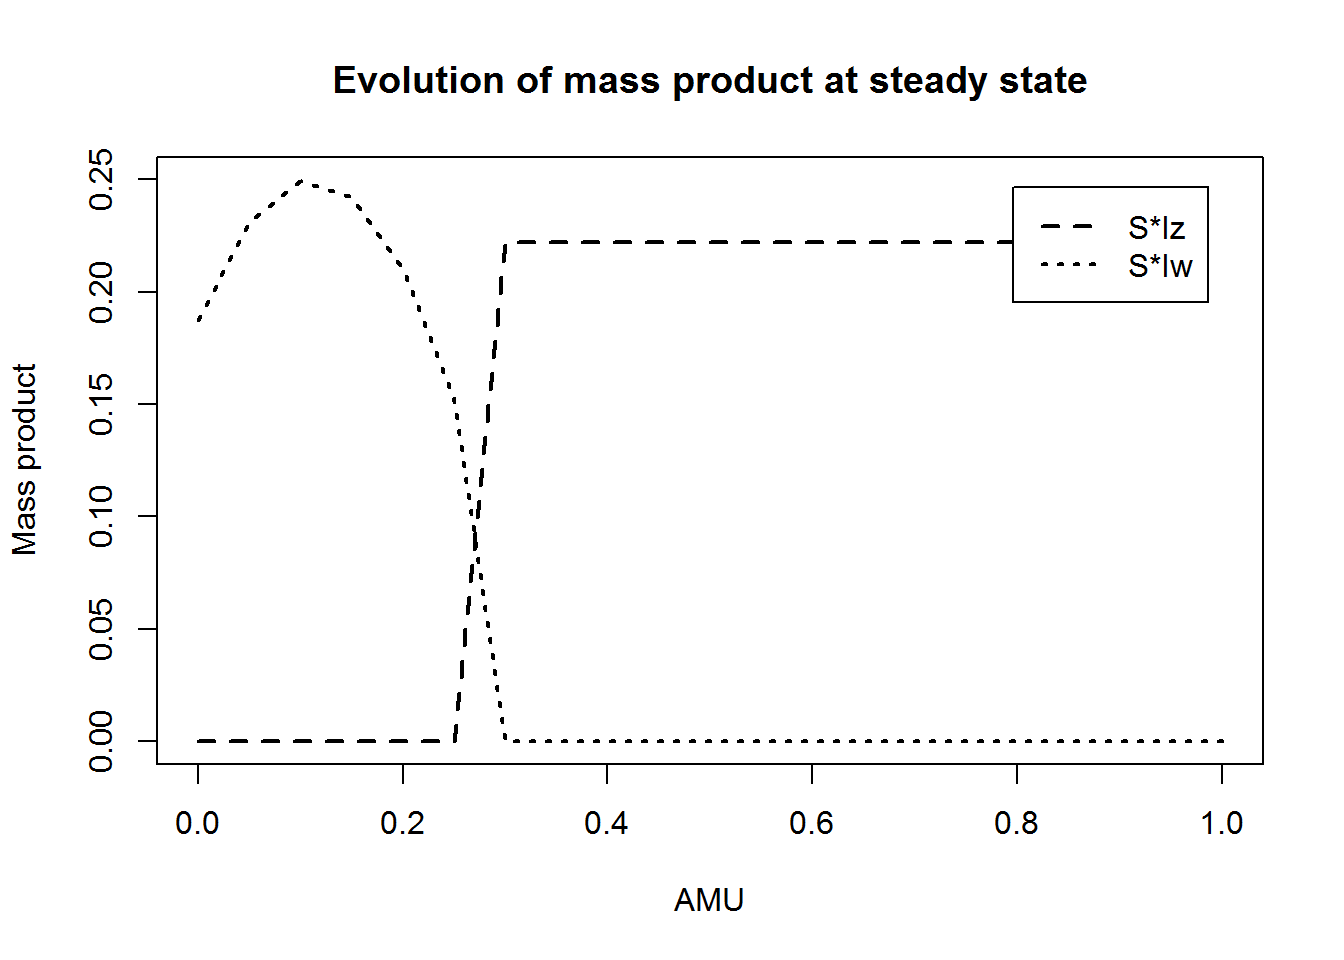 Evolution of mass product at steady state
Mass product
0.25
0.20
0.15
0.10
0.05
0.00
S*Iz
S*Iw
0.0 0.2 0.4 0.6 0.8 1.0
AMU